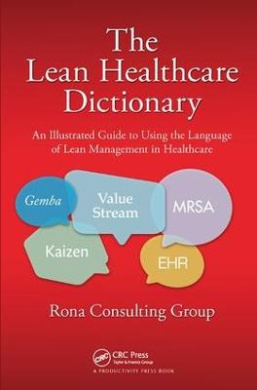 The
Lean Healthcare
Dictionary
An Illustrated Guide to Using the Language
of Lean Management in Healthcare
Gemba
Value
Stream
MRSA
Kaizen
EHR
Rona Consulting Group
CRC Press
Taylor & Francis Group
A PRODUCTIVITY PRESS BOOK